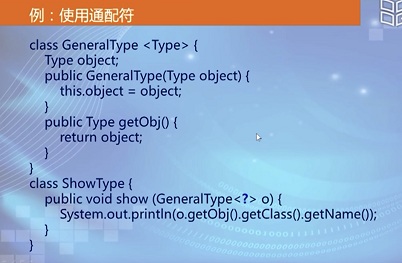 例：使用通配符
class GeneralType <Type> {
Type object;
public GeneralType(Type object) {
this.object = object;
}
public Type getObj() {
return object;
}
}
class ShowType {
public void show (GeneralType<?> o) {
System.out.println(o.getObj().getClass().getName());
}
}